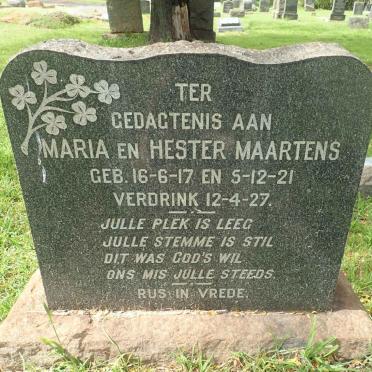 TER
GEDAGTENIS AAN
MARIA EN HESTER MAARTENS
GEB. 16-6-17 EN 5-12-21
VERDRINK 12-4-27.
JULLE PLEK IS LEEG
JULLE STEMME IS STIL
DIT WAS GOD'S WIL
ONS MIS JULLE STEEDS.
RUS IN VREDE.